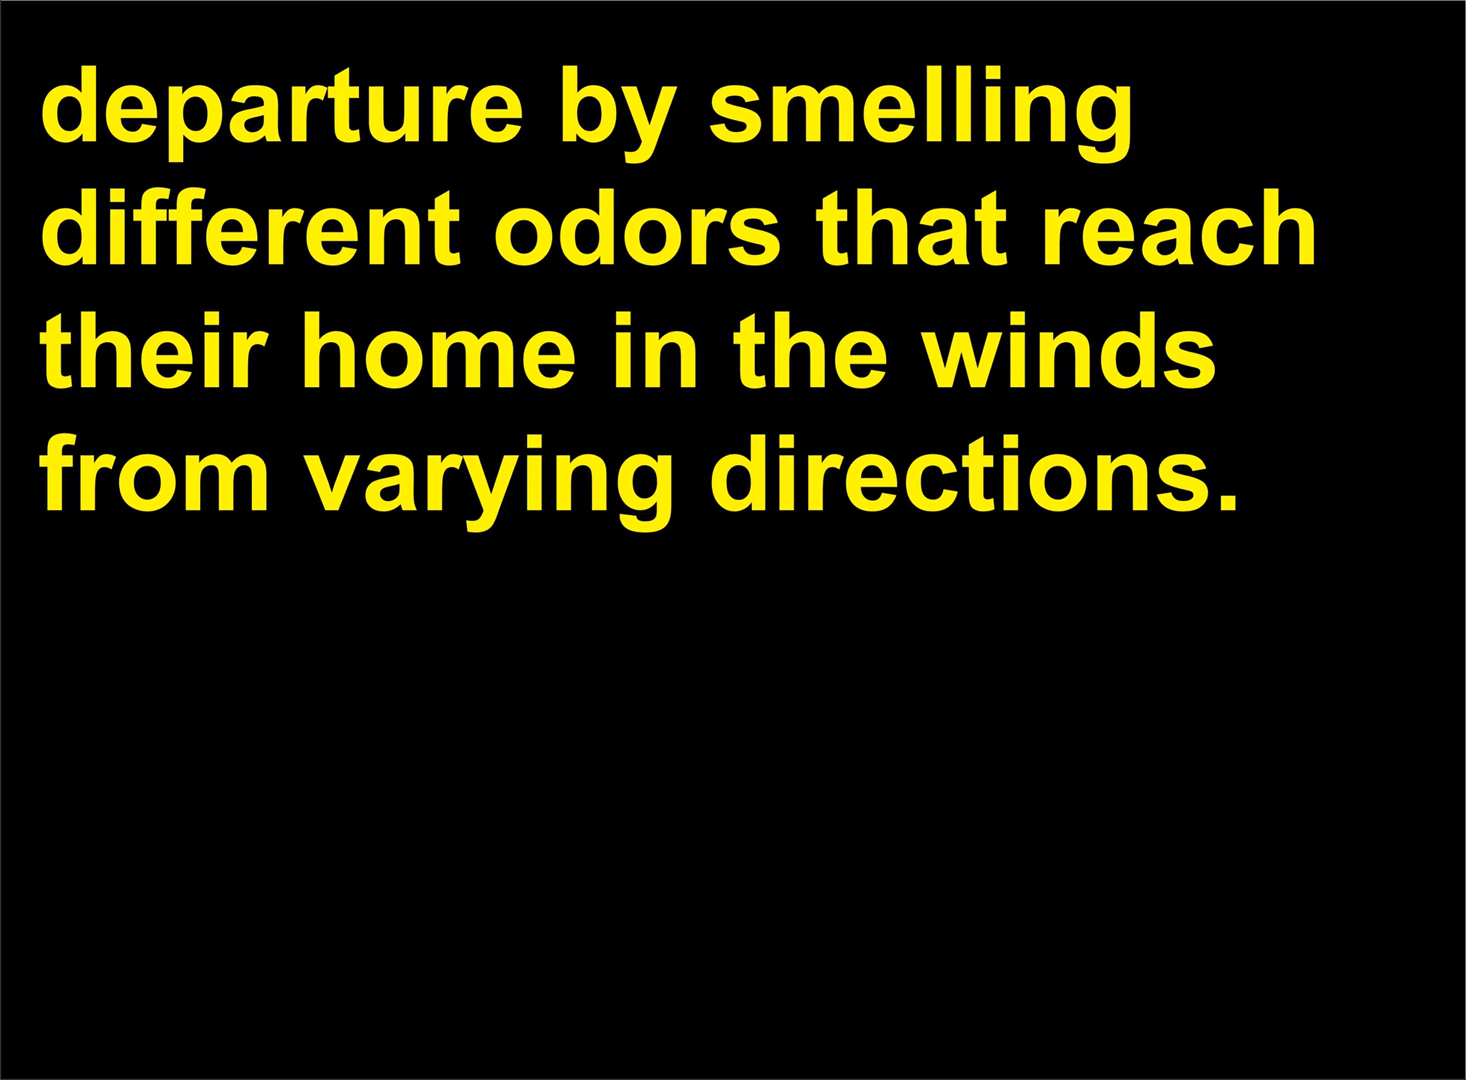 departure by smelling
different odors that reach
their home in the winds
from varying directions.